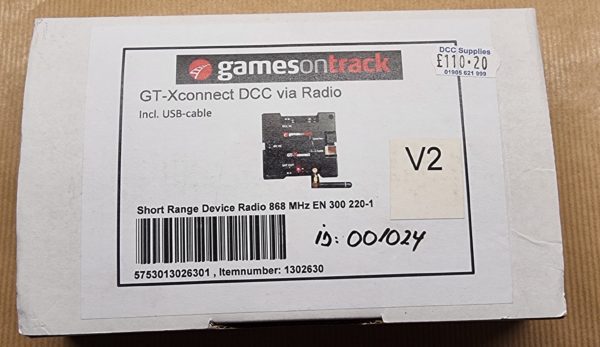 gamesontrack
DCC Supplies
£110·20
01905 621 999
GT-Xconnect DCC via Radio
Incl. USB-cable
V2
Short Range Device Radio 868 MHz EN 300 220-1
iD: 001024
5753013026301 , Itemnumber: 1302630